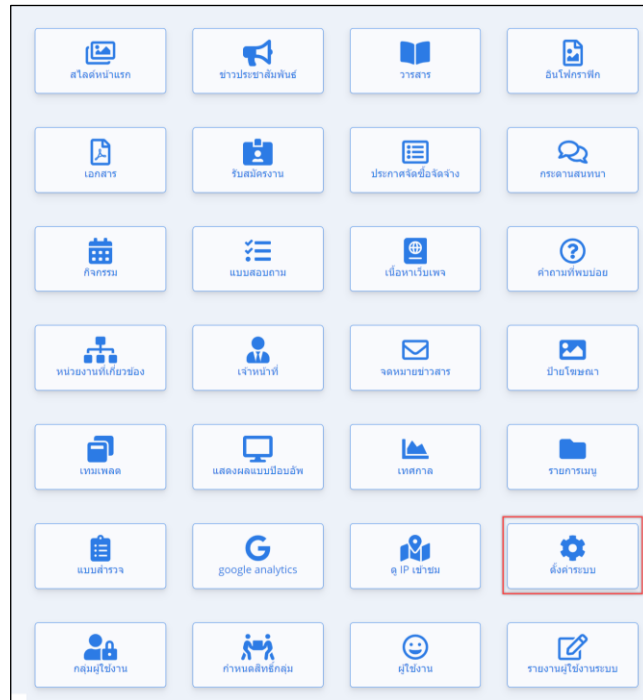 สไลด์หน้าแรก
ข่าวประชาสัมพันธ์
วารสาร
อินโฟกราฟิก
เอกสาร
รับสมัครงาน
ประกาศจัดซื้อจัดจ้าง
กระดานสนทนา
กิจกรรม
แบบสอบถาม
เนื้อหาเว็บเพจ
คำถามที่พบบ่อย
หน่วยงานที่เกี่ยวข้อง
เจ้าหน้าที่
จดหมายข่าวสาร
ป้ายโฆษณา
เทมเพลต
แสดงผลแบบป๊อบอัพ
เทศกาล
รายการเมนู
แบบสำรวจ
google analytics
ดู IP เข้าชม
ตั้งค่าระบบ
กลุ่มผู้ใช้งาน
กำหนดสิทธิ์กลุ่ม
ผู้ใช้งาน
รายงานผู้ใช้งานระบบ